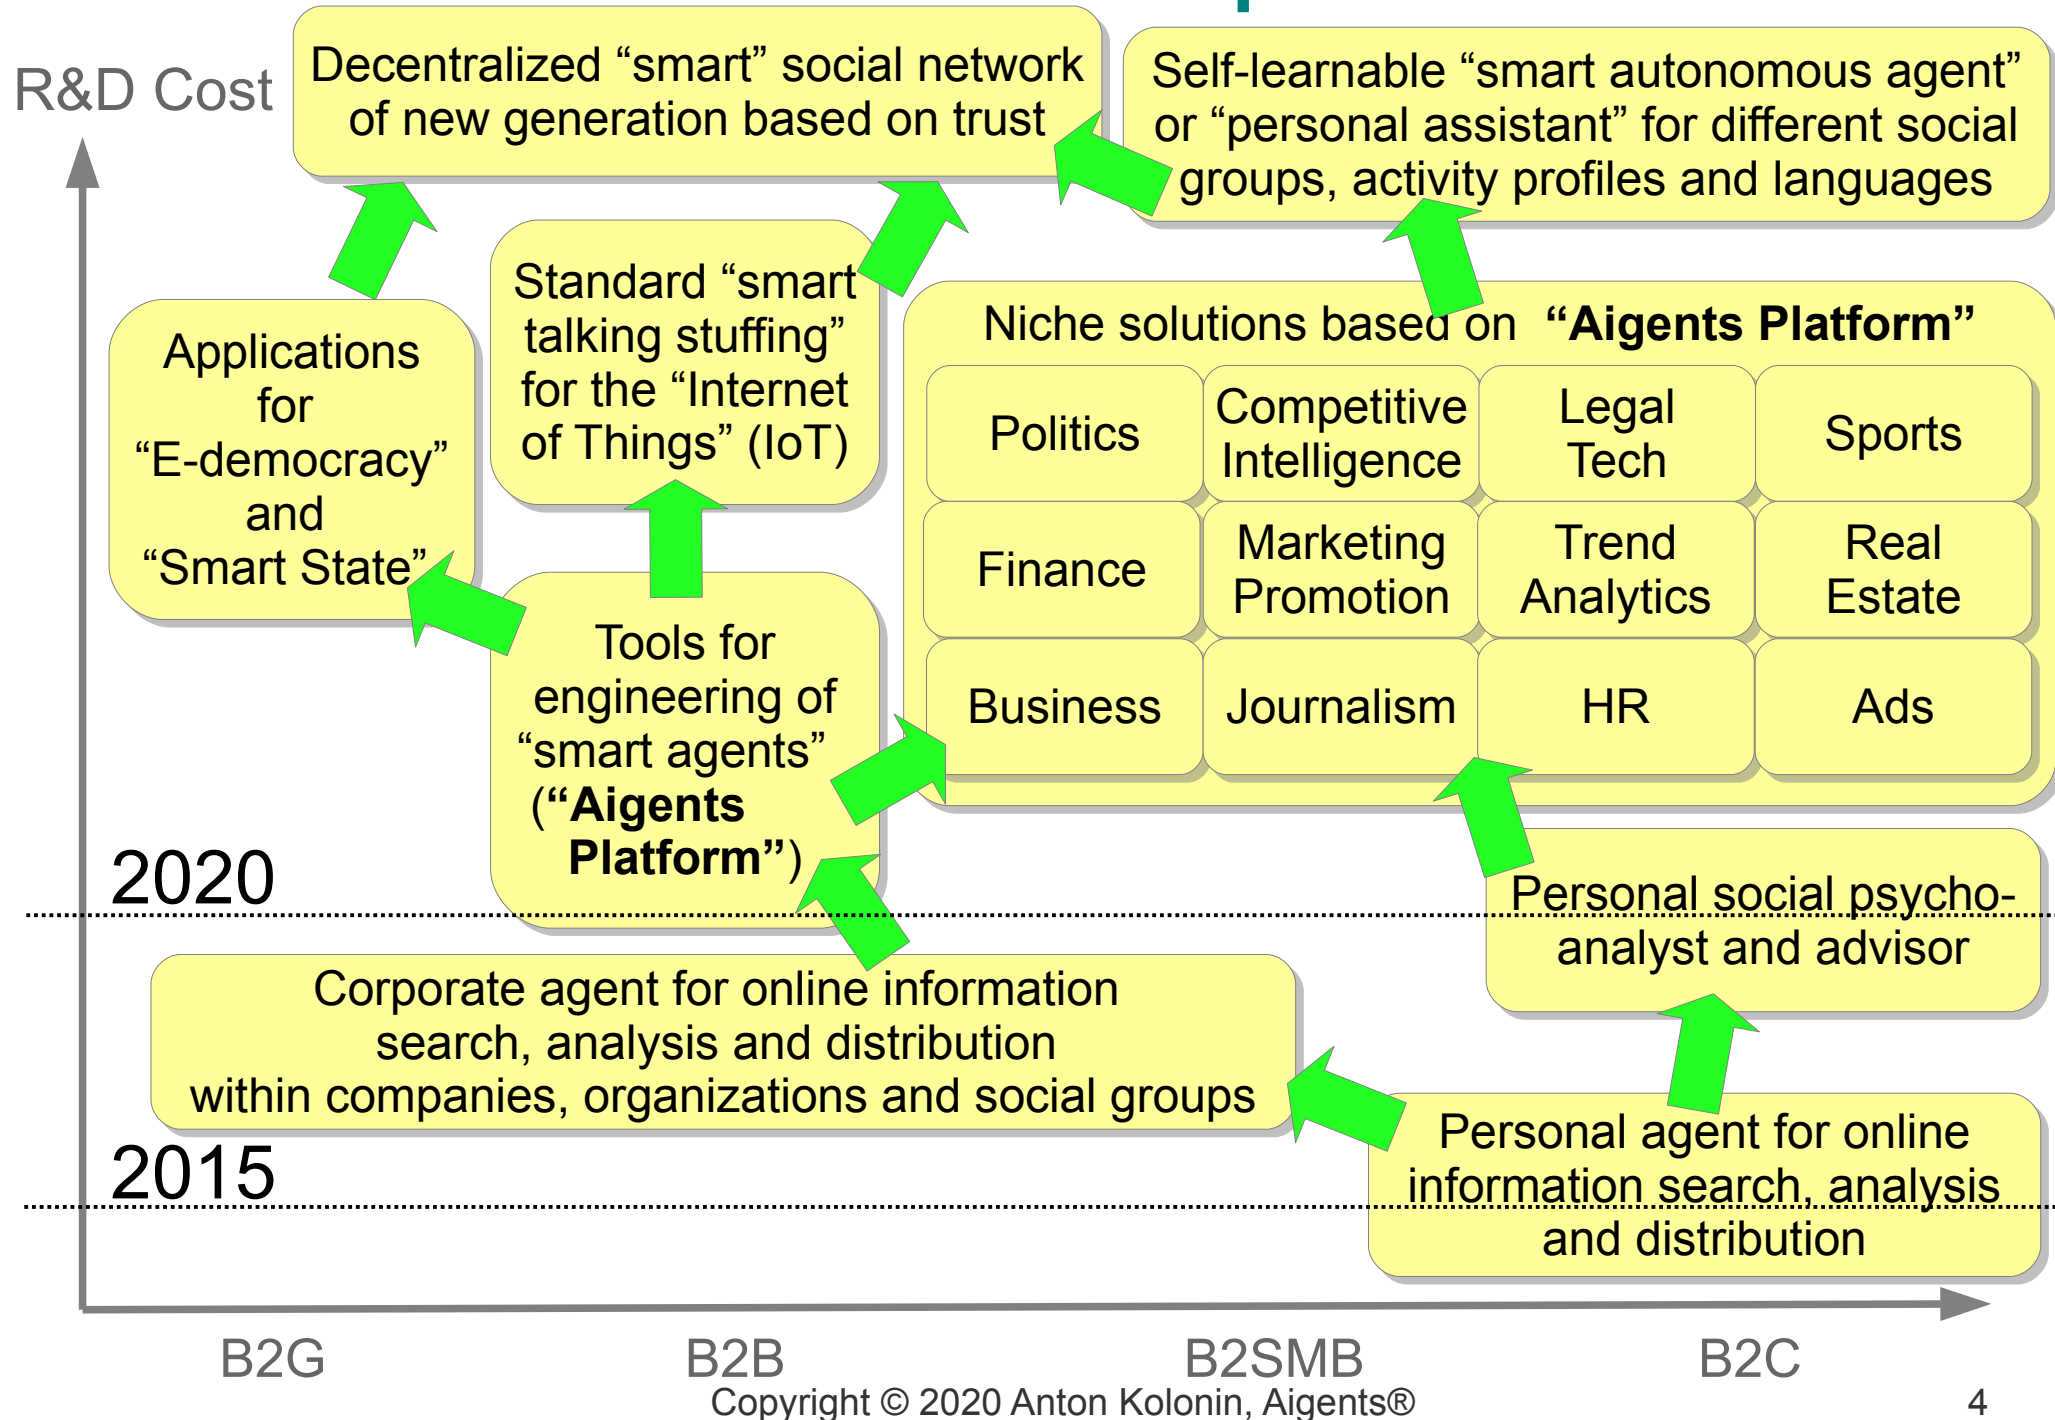 R&D Cost
Decentralized “smart” social network
of new generation based on trust
Self-learnable “smart autonomous agent”
or “personal assistant” for different social
groups, activity profiles and languages
Applications
for
“E-democracy”
and
“Smart State”
Standard “smart
talking stuffing”
for the “Internet
of Things” (IoT)
Niche solutions based on “Aigents Platform”
Politics
Competitive
Intelligence
Legal
Tech
Sports
Finance
Marketing
Promotion
Trend
Analytics
Real
Estate
Business
Journalism
HR
Ads
Tools for
engineering of
“smart agents”
(“Aigents
Platform”)
2020
Personal social psycho-
analyst and advisor
Corporate agent for online information
search, analysis and distribution
within companies, organizations and social groups
2015
Personal agent for online
information search, analysis
and distribution
B2G
B2B
B2SMB
B2C
Copyright © 2020 Anton Kolonin, Aigents®
4